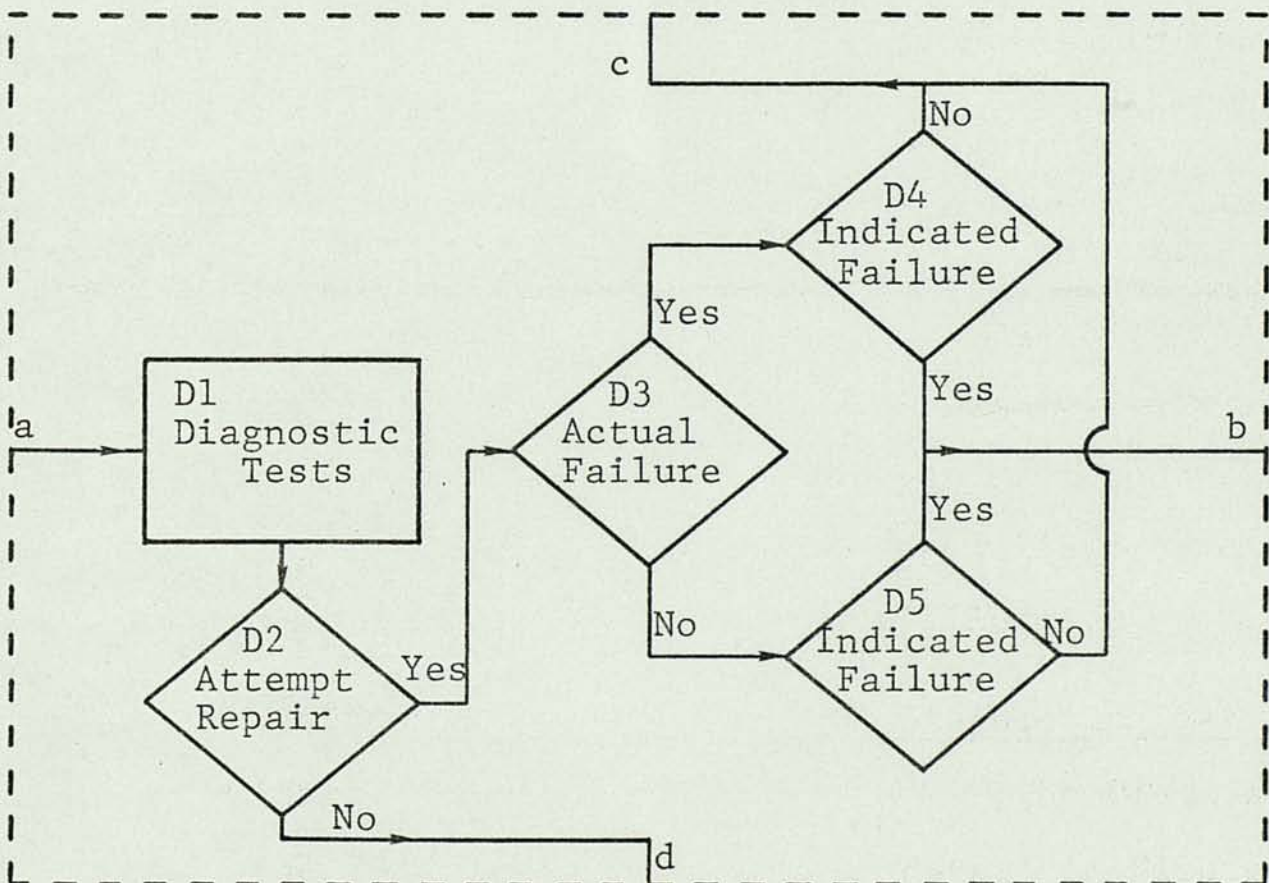 c
No
D4
Indicated
Failure
Yes
D1
Diagnostic
Tests
a
D3
Actual
Failure
Yes
b
Yes
D2
Attempt
Repair
Yes
No
D5
Indicated
Failure
No
No
d